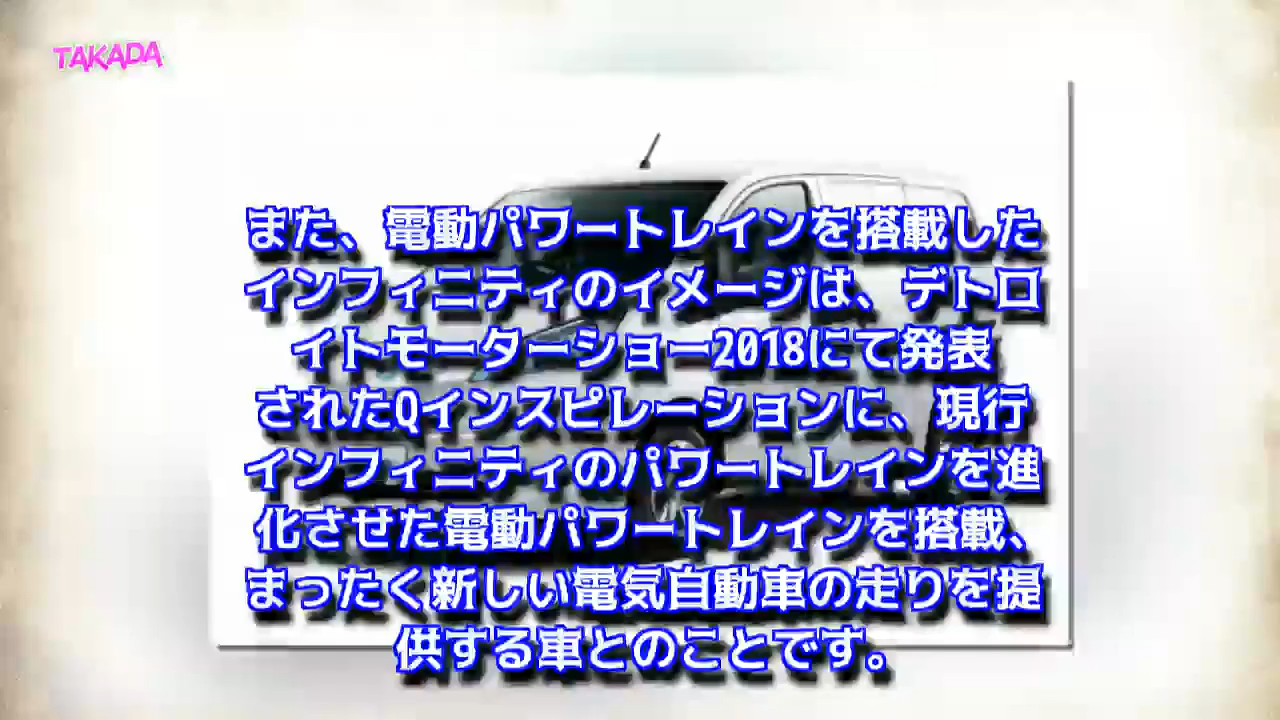 TAKADA
また、電動パワートレインを搭載した
インフィニティのイメージは、デトロ
イトモーターショー2018にて発表
されたQインスピレーションに、現行
インフィニティのパワートレインを進
化させた電動パワートレインを搭載、
まったく新しい電気自動車の走りを提
供する車とのことです。